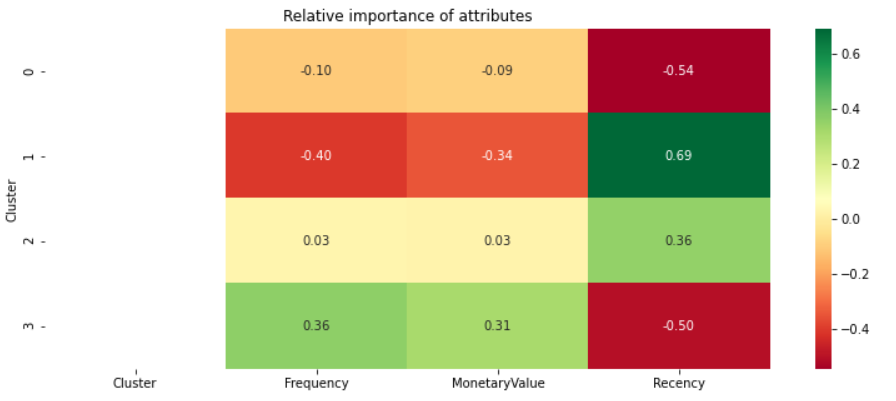 Relative importance of attributes
Cluster
0 -0.10 -0.09 -0.54
1 -0.40 -0.34 0.69
2 0.03 0.03 0.36
3 0.36 0.31 -0.50
Cluster Frequency MonetaryValue Recency
0.6
0.4
0.2
0.0
−0.2
−0.4